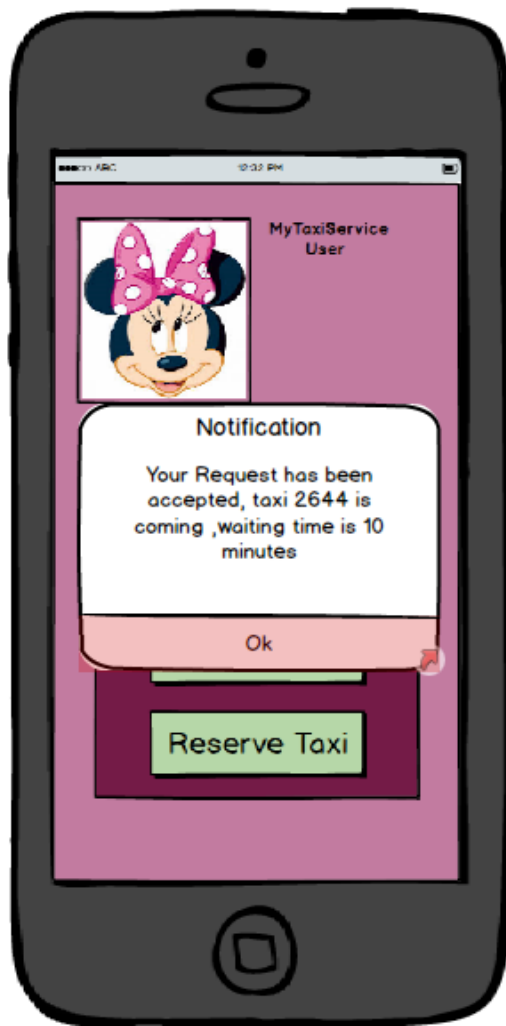 ABC 12:32 PM
MyTaxiService
User
Notification
Your Request has been
accepted, taxi 2644 is
coming ,waiting time is 10
minutes
Ok
Reserve Taxi